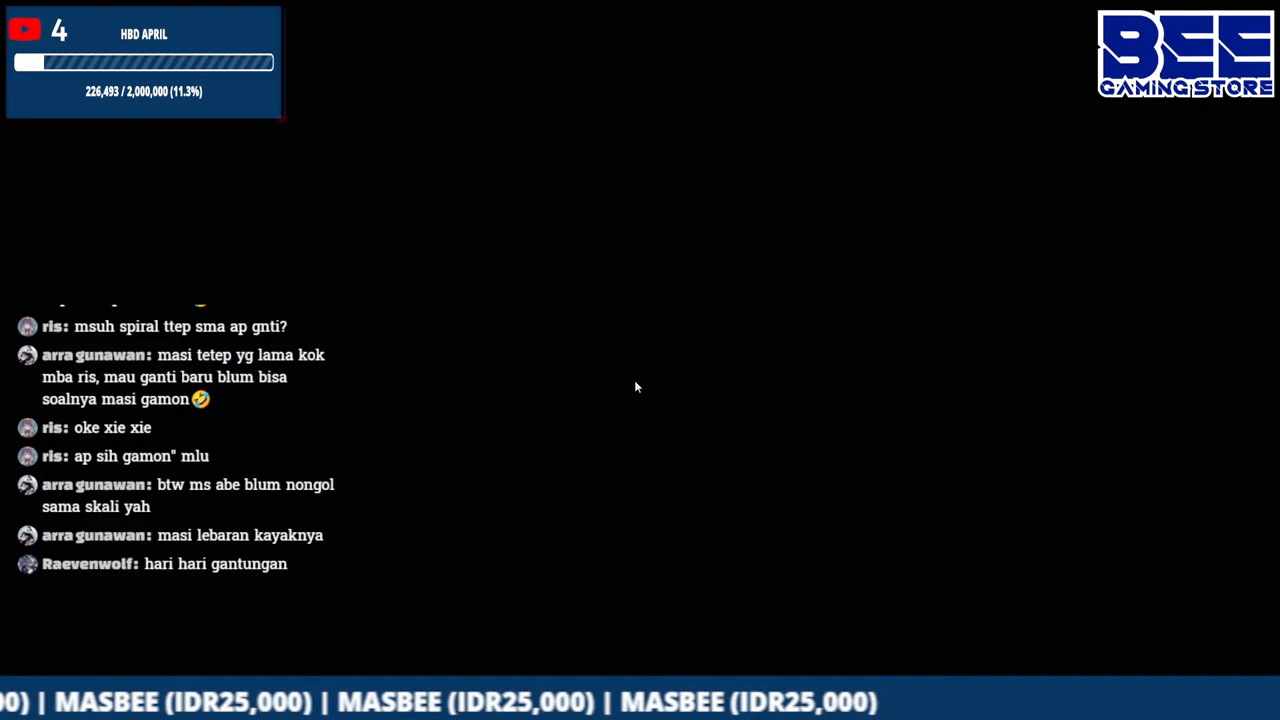 4
HBD APRIL
226,493 / 2,000,000 (11.3%)
BEE
GAMING STORE
ris: msuh spiral ttep sma ap gnti?
arra gunawan: masi tetep yg lama kok
mba ris, mau ganti baru blum bisa
soalnya masi gamon🤣
ris: oke xie xie
ris: ap sih gamon" mlu
arra gunawan: btw ms abe blum nongol
sama skali yah
arra gunawan: masi lebaran kayaknya
Raevenwolf: hari hari gantungan
00) | MASBEE (IDR25,000) | MASBEE (IDR25,000) | MASBEE (IDR25,000)